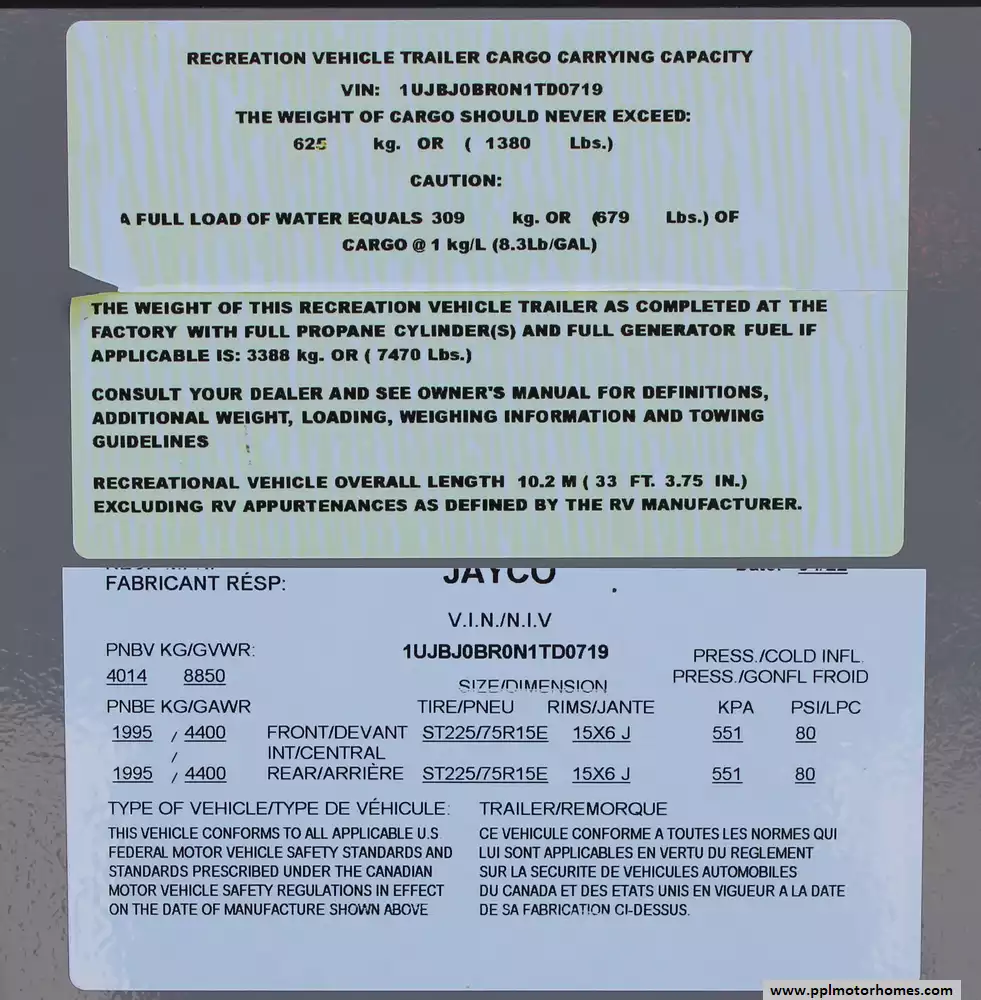 RECREATION VEHICLE TRAILER CARGO CARRYING CAPACITY
VIN: 1UJBJ0BR0N1TD0719
THE WEIGHT OF CARGO SHOULD NEVER EXCEED:
625 kg. OR ( 1380 Lbs.)
CAUTION:
A FULL LOAD OF WATER EQUALS 309 kg. OR (679 Lbs.) OF
CARGO @ 1 kg/L (8.3Lb/GAL)
THE WEIGHT OF THIS RECREATION VEHICLE TRAILER AS COMPLETED AT THE
FACTORY WITH FULL PROPANE CYLINDER(S) AND FULL GENERATOR FUEL IF
APPLICABLE IS: 3388 kg. OR ( 7470 Lbs.)
CONSULT YOUR DEALER AND SEE OWNER'S MANUAL FOR DEFINITIONS,
ADDITIONAL WEIGHT, LOADING, WEIGHING INFORMATION AND TOWING
GUIDELINES
RECREATIONAL VEHICLE OVERALL LENGTH 10.2 M ( 33 FT. 3.75 IN.)
EXCLUDING RV APPURTENANCES AS DEFINED BY THE RV MANUFACTURER.
FABRICANT RÉSP: JAYCO
V.I.N./N.I.V
PNBV KG/GVWR: 1UJBJ0BR0N1TD0719 PRESS./COLD INFL.
4014 8850 SIZE/DIMENSION PRESS./GONFL FROID
PNBE KG/GAWR TIRE/PNEU RIMS/JANTE KPA PSI/LPC
1995 / 4400 FRONT/DEVANT ST225/75R15E 15X6 J 551 80
/ INT/CENTRAL
1995 / 4400 REAR/ARRIÈRE ST225/75R15E 15X6 J 551 80
TYPE OF VEHICLE/TYPE DE VÉHICULE: TRAILER/REMORQUE
THIS VEHICLE CONFORMS TO ALL APPLICABLE U.S.
FEDERAL MOTOR VEHICLE SAFETY STANDARDS AND
STANDARDS PRESCRIBED UNDER THE CANADIAN
MOTOR VEHICLE SAFETY REGULATIONS IN EFFECT
ON THE DATE OF MANUFACTURE SHOWN ABOVE
CE VEHICULE CONFORME A TOUTES LES NORMES QUI
LUI SONT APPLICABLES EN VERTU DU REGLEMENT
SUR LA SECURITE DE VEHICULES AUTOMOBILES
DU CANADA ET DES ETATS UNIS EN VIGUEUR A LA DATE
DE SA FABRICATION CI-DESSUS.
www.pplmotorhomes.com